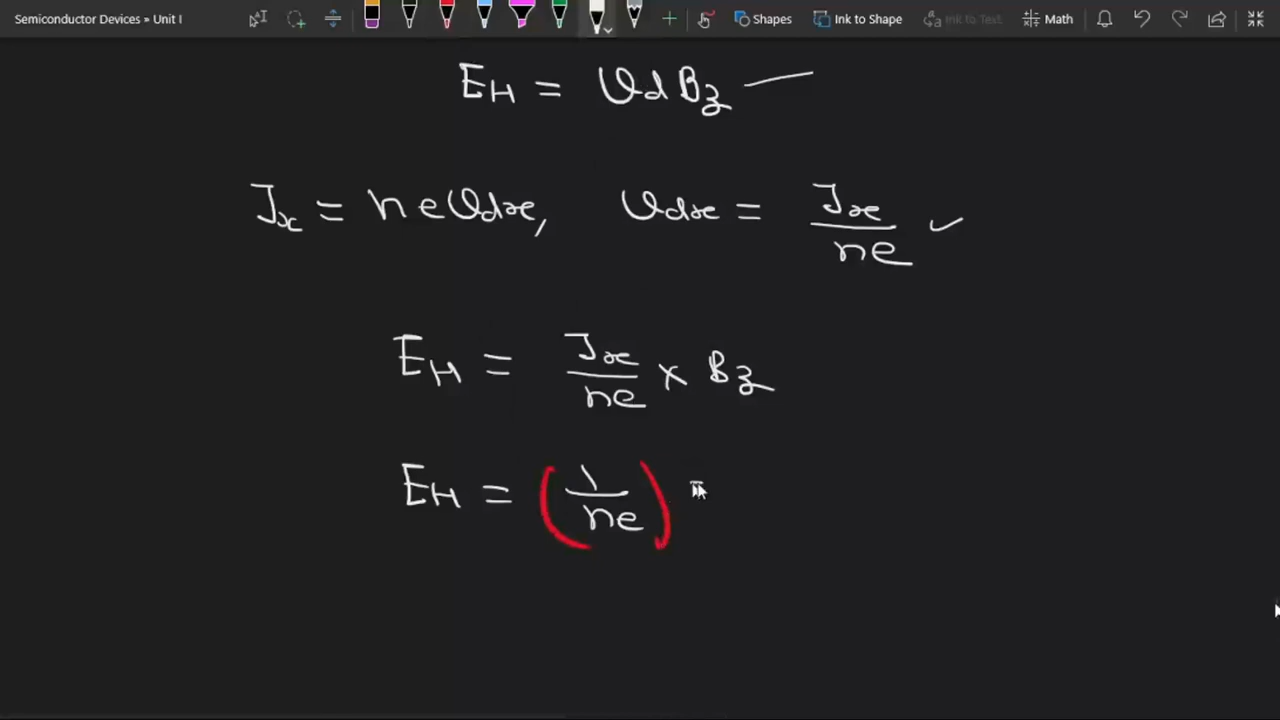 Semiconductor Devices » Unit I
Shapes Ink to Shape Ink to Text Math
E_H = v_d B_z
J_x = n e v_dx, v_dx = J_x / ne ✓
E_H = J_x / ne × B_z
E_H = (1 / ne)